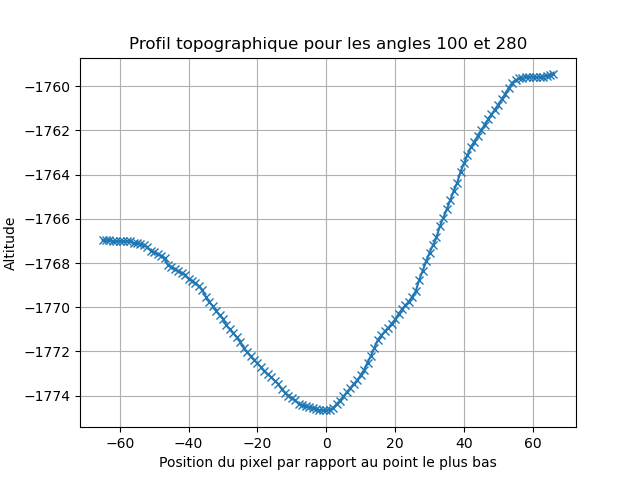 Profil topographique pour les angles 100 et 280
Altitude
−1760
−1762
−1764
−1766
−1768
−1770
−1772
−1774
−60 −40 −20 0 20 40 60
Position du pixel par rapport au point le plus bas